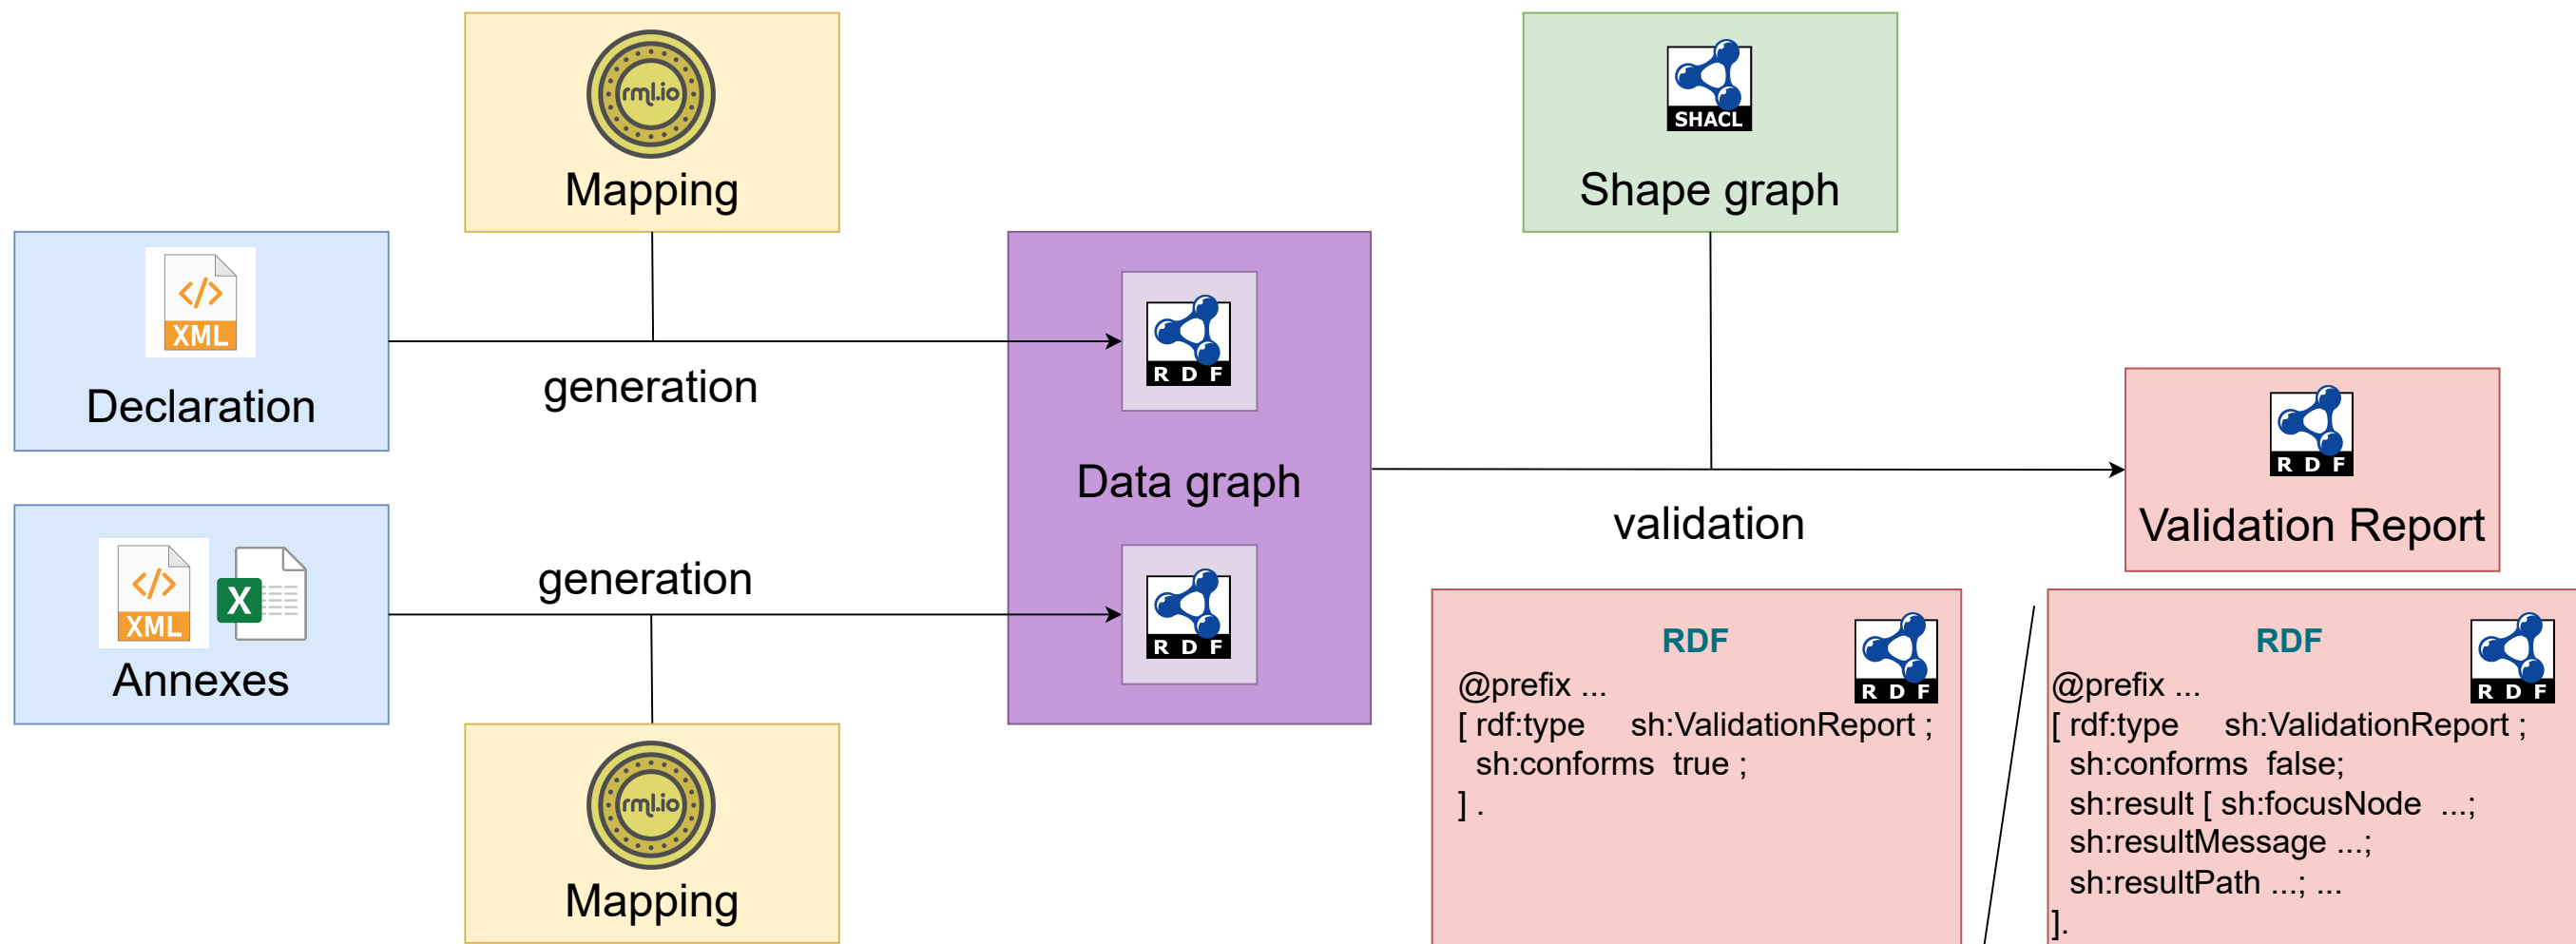 rml.io
Mapping
SHACL
Shape graph
XML
Declaration
generation
R D F
Data graph
R D F
XML
X
Annexes
generation
rml.io
Mapping
validation
R D F
Validation Report
RDF
R D F
@prefix ...
[ rdf:type sh:ValidationReport ;
sh:conforms true ;
] .
RDF
R D F
@prefix ...
[ rdf:type sh:ValidationReport ;
sh:conforms false;
sh:result [ sh:focusNode ...;
sh:resultMessage ...;
sh:resultPath ...; ...
].